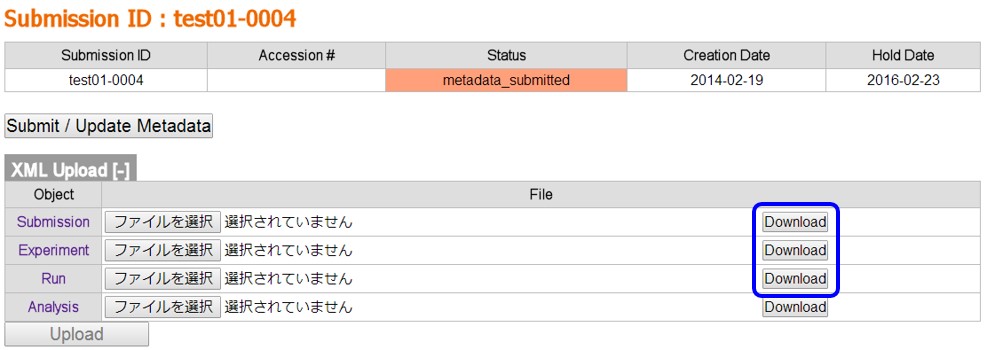 Submission ID : test01-0004
Submission ID Accession # Status Creation Date Hold Date
test01-0004 metadata_submitted 2014-02-19 2016-02-23
Submit / Update Metadata
XML Upload [-]
Object File
Submission ファイルを選択 選択されていません Download
Experiment ファイルを選択 選択されていません Download
Run ファイルを選択 選択されていません Download
Analysis ファイルを選択 選択されていません Download
Upload